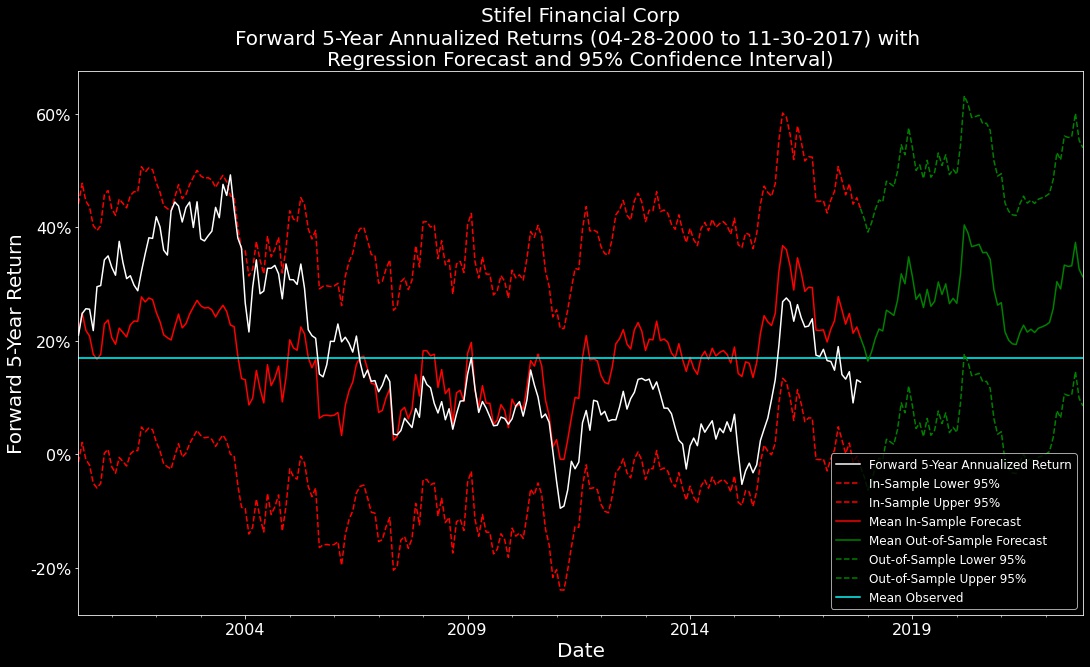 Stifel Financial Corp
Forward 5-Year Annualized Returns (04-28-2000 to 11-30-2017) with
Regression Forecast and 95% Confidence Interval)
Forward 5-Year Return
60%
40%
20%
0%
-20%
Forward 5-Year Annualized Return
In-Sample Lower 95%
In-Sample Upper 95%
Mean In-Sample Forecast
Mean Out-of-Sample Forecast
Out-of-Sample Lower 95%
Out-of-Sample Upper 95%
Mean Observed
2004 2009 2014 2019
Date